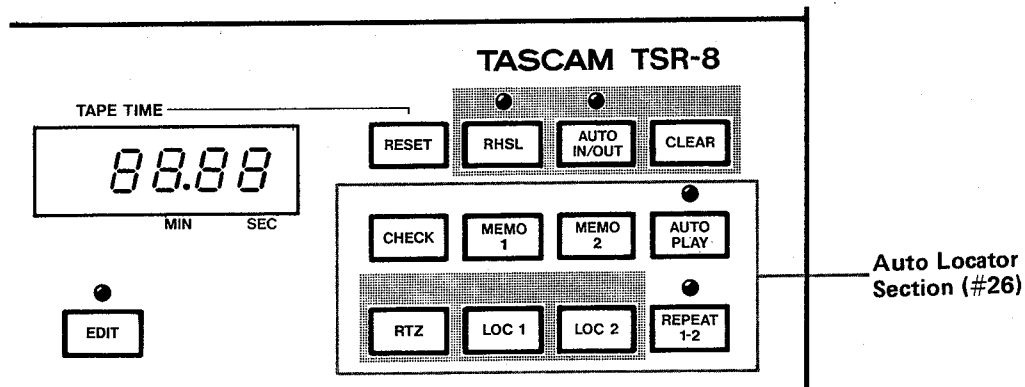 TASCAM TSR-8
TAPE TIME
RESET
RHSL
AUTO
IN/OUT
CLEAR
88.88
MIN SEC
CHECK
MEMO
1
MEMO
2
AUTO
PLAY
Auto Locator
Section (#26)
EDIT
RTZ
LOC 1
LOC 2
REPEAT
1-2